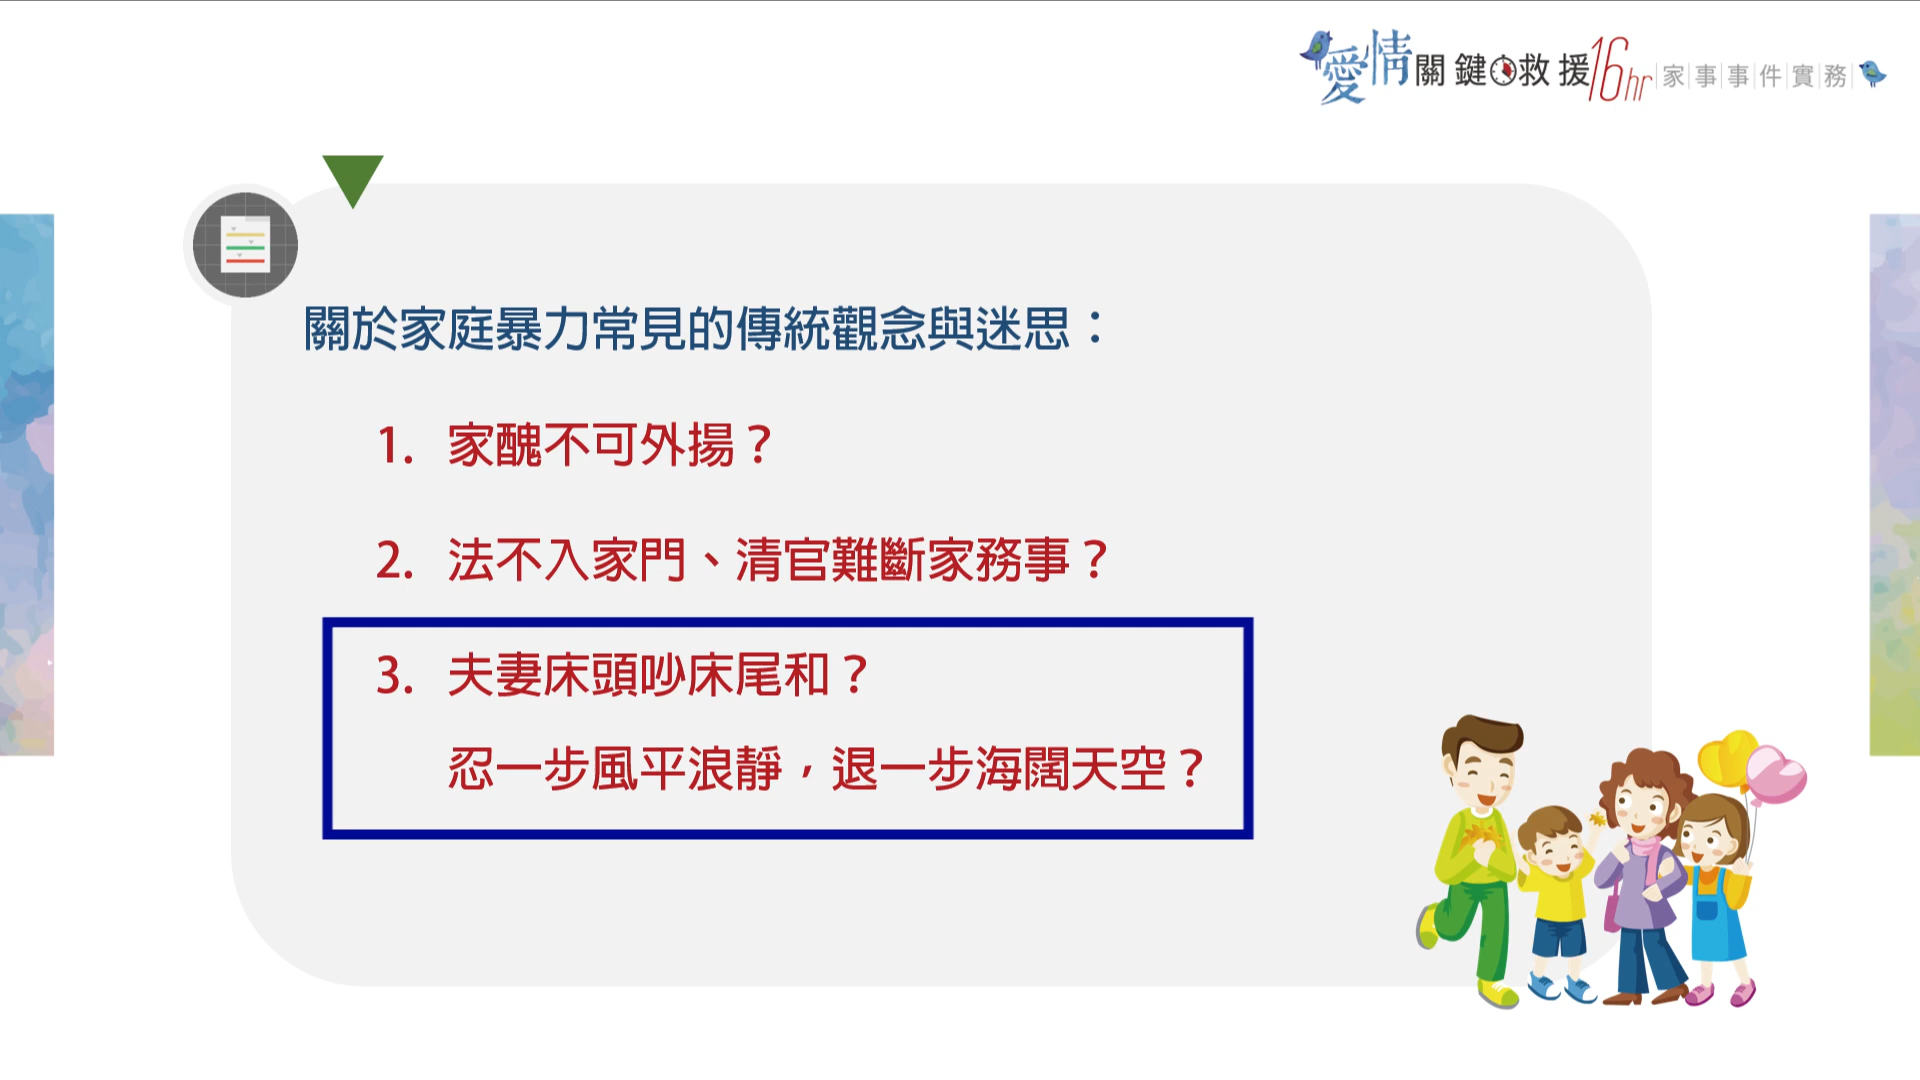 愛情關鍵救援16hr家事事件實務
關於家庭暴力常見的傳統觀念與迷思：
1. 家醜不可外揚？
2. 法不入家門、清官難斷家務事？
3. 夫妻床頭吵床尾和？
忍一步風平浪靜，退一步海闊天空？